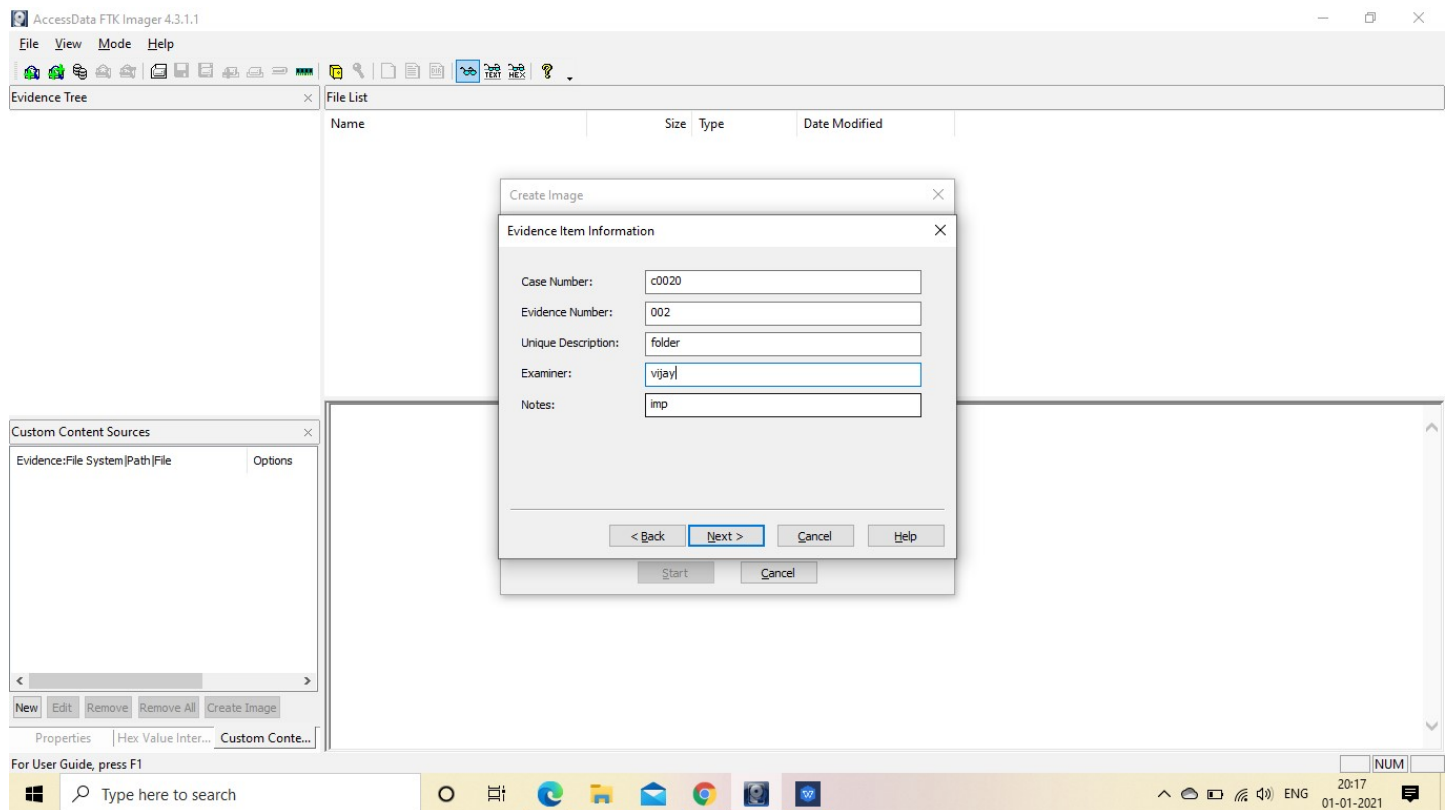 AccessData FTK Imager 4.3.1.1
File View Mode Help
TEXT HEX ?
Evidence Tree
File List
Name Size Type Date Modified
Create Image
Evidence Item Information
Case Number: c0020
Evidence Number: 002
Unique Description: folder
Examiner: vijay
Notes: imp
< Back Next > Cancel Help
Start Cancel
Custom Content Sources
Evidence:File System|Path|File Options
New Edit Remove Remove All Create Image
Properties Hex Value Inter... Custom Conte...
For User Guide, press F1
NUM
Type here to search
ENG
20:17
01-01-2021